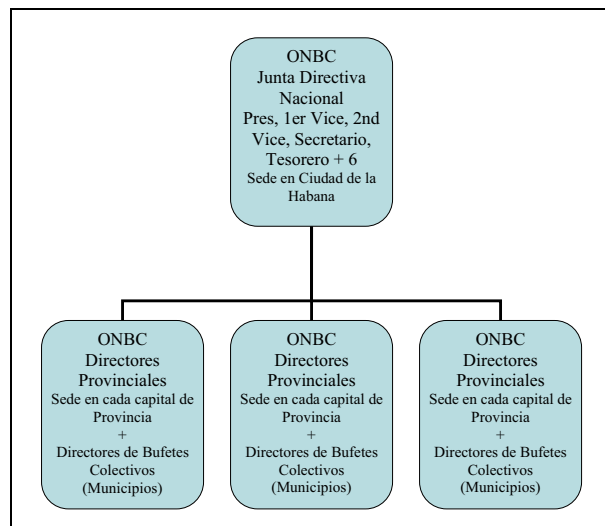 ONBC
Junta Directiva
Nacional
Pres, 1er Vice, 2nd
Vice, Secretario,
Tesorero + 6
Sede en Ciudad de la
Habana
ONBC
Directores
Provinciales
Sede en cada capital de
Provincia
+
Directores de Bufetes
Colectivos
(Municipios)
ONBC
Directores
Provinciales
Sede en cada capital de
Provincia
+
Directores de Bufetes
Colectivos
(Municipios)
ONBC
Directores
Provinciales
Sede en cada capital de
Provincia
+
Directores de Bufetes
Colectivos
(Municipios)